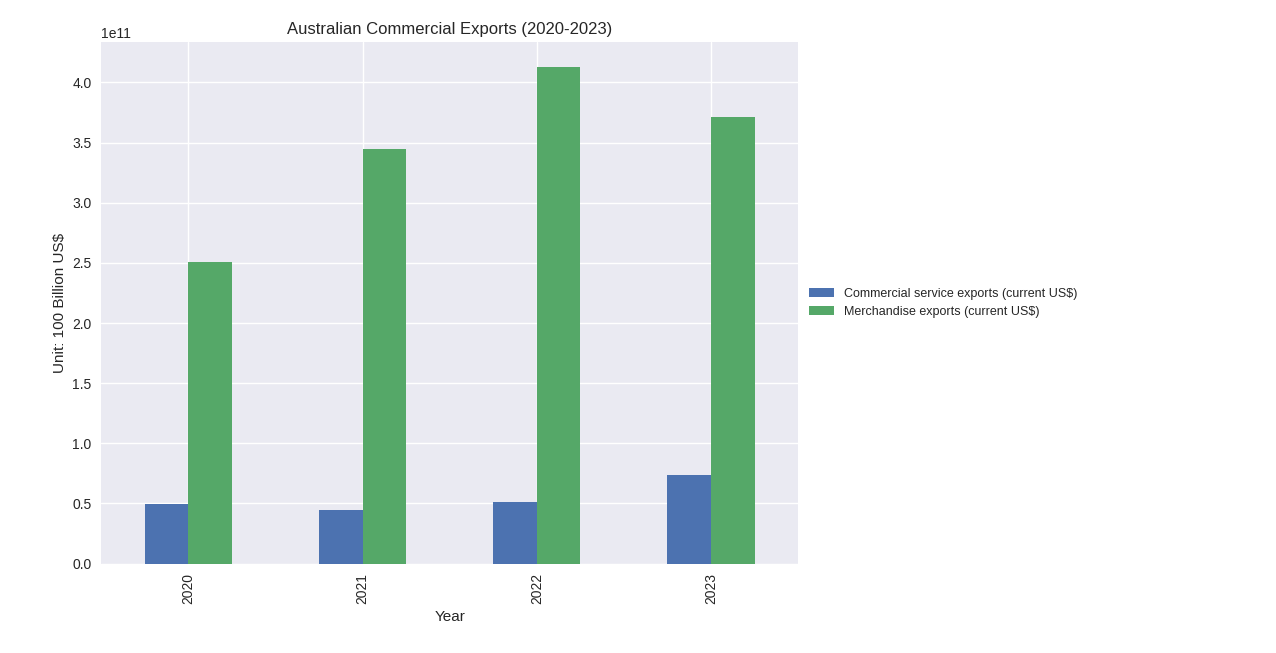 Australian Commercial Exports (2020-2023)
1e11
4.0
3.5
3.0
2.5
2.0
1.5
1.0
0.5
0.0
Unit: 100 Billion US$
2020
2021
2022
2023
Year
Commercial service exports (current US$)
Merchandise exports (current US$)